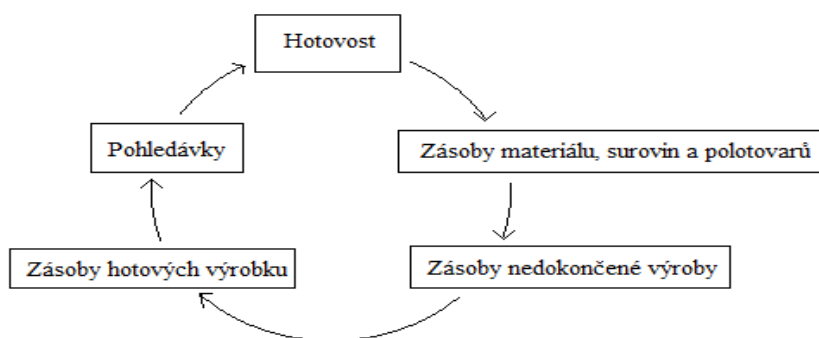 Hotovost
Pohledávky
Zásoby materiálu, surovin a polotovarů
Zásoby hotových výrobku
Zásoby nedokončené výroby